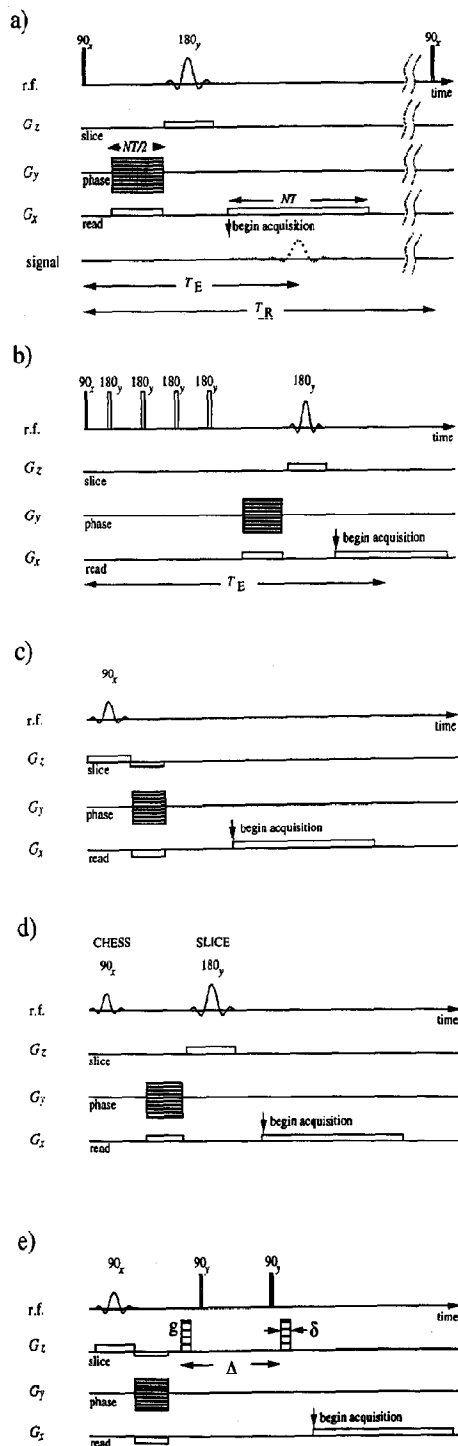 a)
90x 180y 90x
r.f. time
Gz
slice
NT/2
Gy
phase
NT
Gx
read
begin acquisition
signal
TE
TR
b)
90x 180y 180y 180y 180y 180y
r.f. time
Gz
slice
Gy
phase
begin acquisition
Gx
read
TE
c)
90x
r.f. time
Gz
slice
Gy
phase
begin acquisition
Gx
read
d)
CHESS SLICE
90x 180y
r.f. time
Gz
slice
Gy
phase
begin acquisition
Gx
read
e)
90x 90y 90y
r.f. time
g δ
Gz
slice
Δ
Gy
phase
begin acquisition
Gx
read